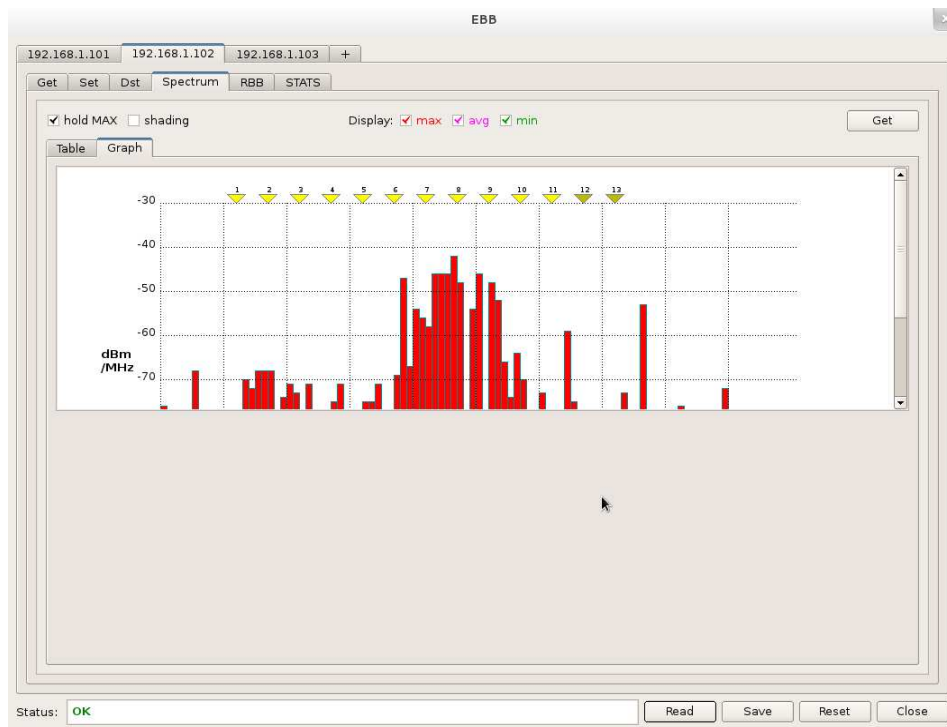 EBB
192.168.1.101 192.168.1.102 192.168.1.103 +
Get Set Dst Spectrum RBB STATS
hold MAX shading Display: max avg min Get
Table Graph
1 2 3 4 5 6 7 8 9 10 11 12 13
-30
-40
-50
-60
dBm
/MHz
-70
Status: OK Read Save Reset Close